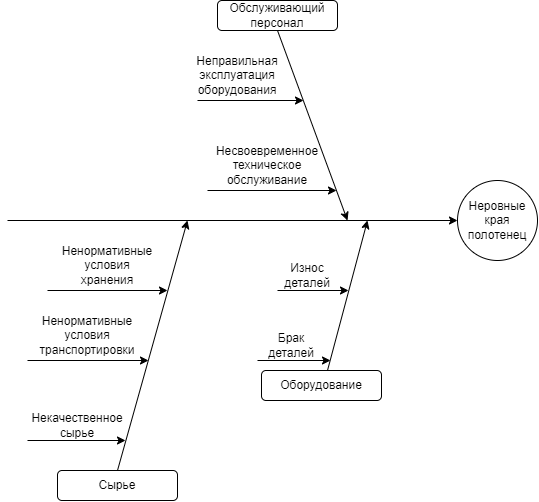 Обслуживающий
персонал
Неправильная
эксплуатация
оборудования
Несвоевременное
техническое
обслуживание
Неровные
края
полотенец
Ненормативные
условия
хранения
Износ
деталей
Ненормативные
условия
транспортировки
Брак
деталей
Оборудование
Некачественное
сырье
Сырье